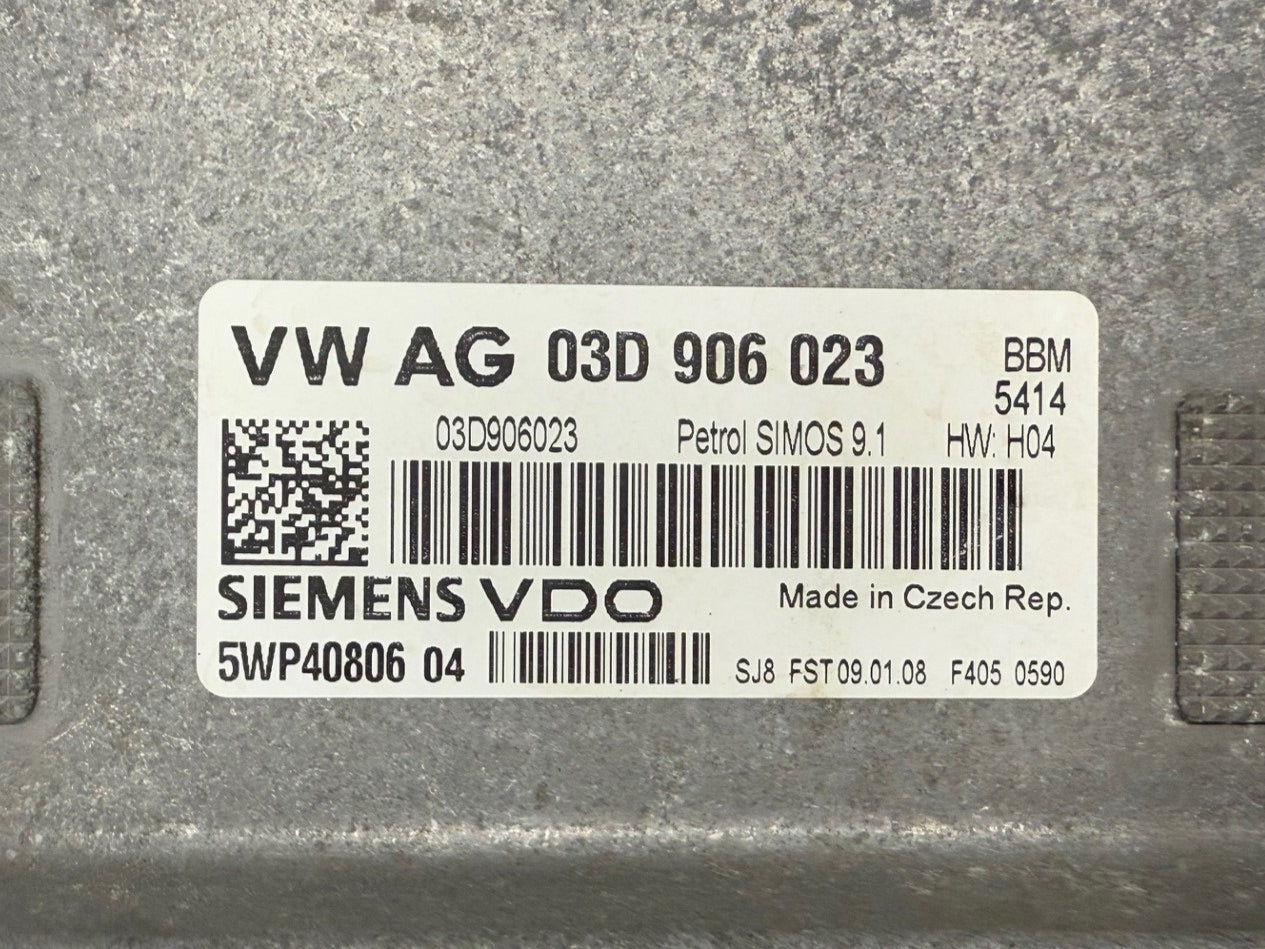 VW AG 03D 906 023 BBM
5414
03D906023 Petrol SIMOS 9.1 HW: H04
SIEMENS VDO Made in Czech Rep.
5WP40806 04 SJ8 FST 09.01.08 F405 0590